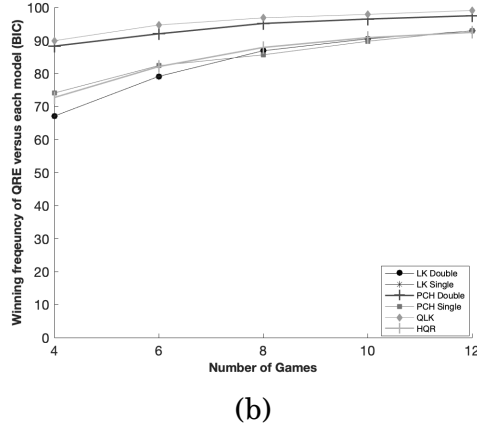 100
90
80
70
60
50
40
30
20
10
0
Winning freqeuncy of QRE versus each model (BIC)
4 6 8 10 12
Number of Games
LK Double
LK Single
PCH Double
PCH Single
QLK
HQR
(b)